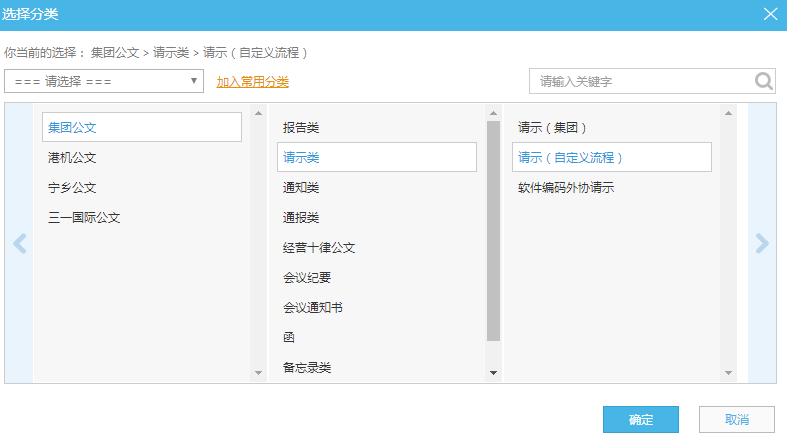 选择分类
你当前的选择： 集团公文 > 请示类 > 请示（自定义流程）
=== 请选择 ===
加入常用分类
请输入关键字
集团公文
港机公文
宁乡公文
三一国际公文
报告类
请示类
通知类
通报类
经营十律公文
会议纪要
会议通知书
函
备忘录类
请示（集团）
请示（自定义流程）
软件编码外协请示
确定
取消